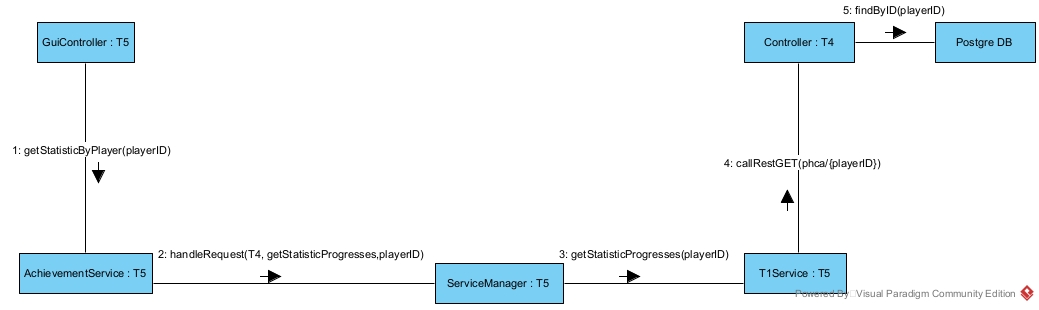 5: findByID(playerID)
GuiController : T5
Controller : T4
Postgre DB
1: getStatisticByPlayer(playerID)
4: callRestGET(phca/{playerID})
2: handleRequest(T4, getStatisticProgresses,playerID)
3: getStatisticProgresses(playerID)
AchievementService : T5
ServiceManager : T5
T1Service : T5
Powered By Visual Paradigm Community Edition